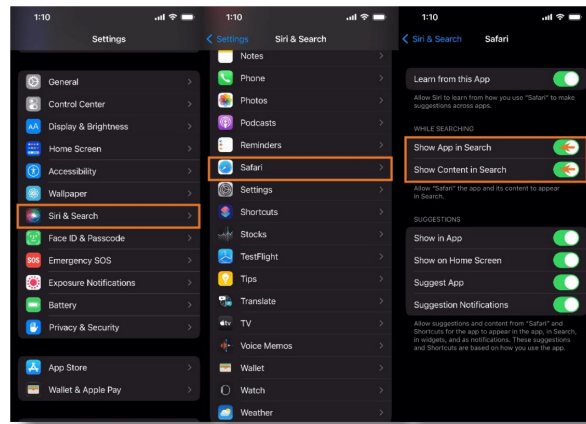 1:10
Settings
General
Control Center
AA
Display & Brightness
Home Screen
Accessibility
Wallpaper
Siri & Search
Face ID & Passcode
SOS
Emergency SOS
Exposure Notifications
Battery
Privacy & Security
App Store
Wallet & Apple Pay
1:10
Settings
Siri & Search
Notes
Phone
Photos
Podcasts
Reminders
Safari
Settings
Shortcuts
Stocks
TestFlight
Tips
Translate
tv
TV
Voice Memos
Wallet
Watch
Weather
1:10
Siri & Search
Safari
Learn from this App
Allow Siri to learn from how you use "Safari" to make
suggestions across apps.
WHILE SEARCHING
Show App in Search
Show Content in Search
Allow "Safari" the app and its content to appear
in Search.
SUGGESTIONS
Show in App
Show on Home Screen
Suggest App
Suggestion Notifications
Allow suggestions and content from "Safari" and
Shortcuts for the app to appear in the app, in Search,
in widgets, and as notifications. These suggestions
and Shortcuts are based on how you use the app.